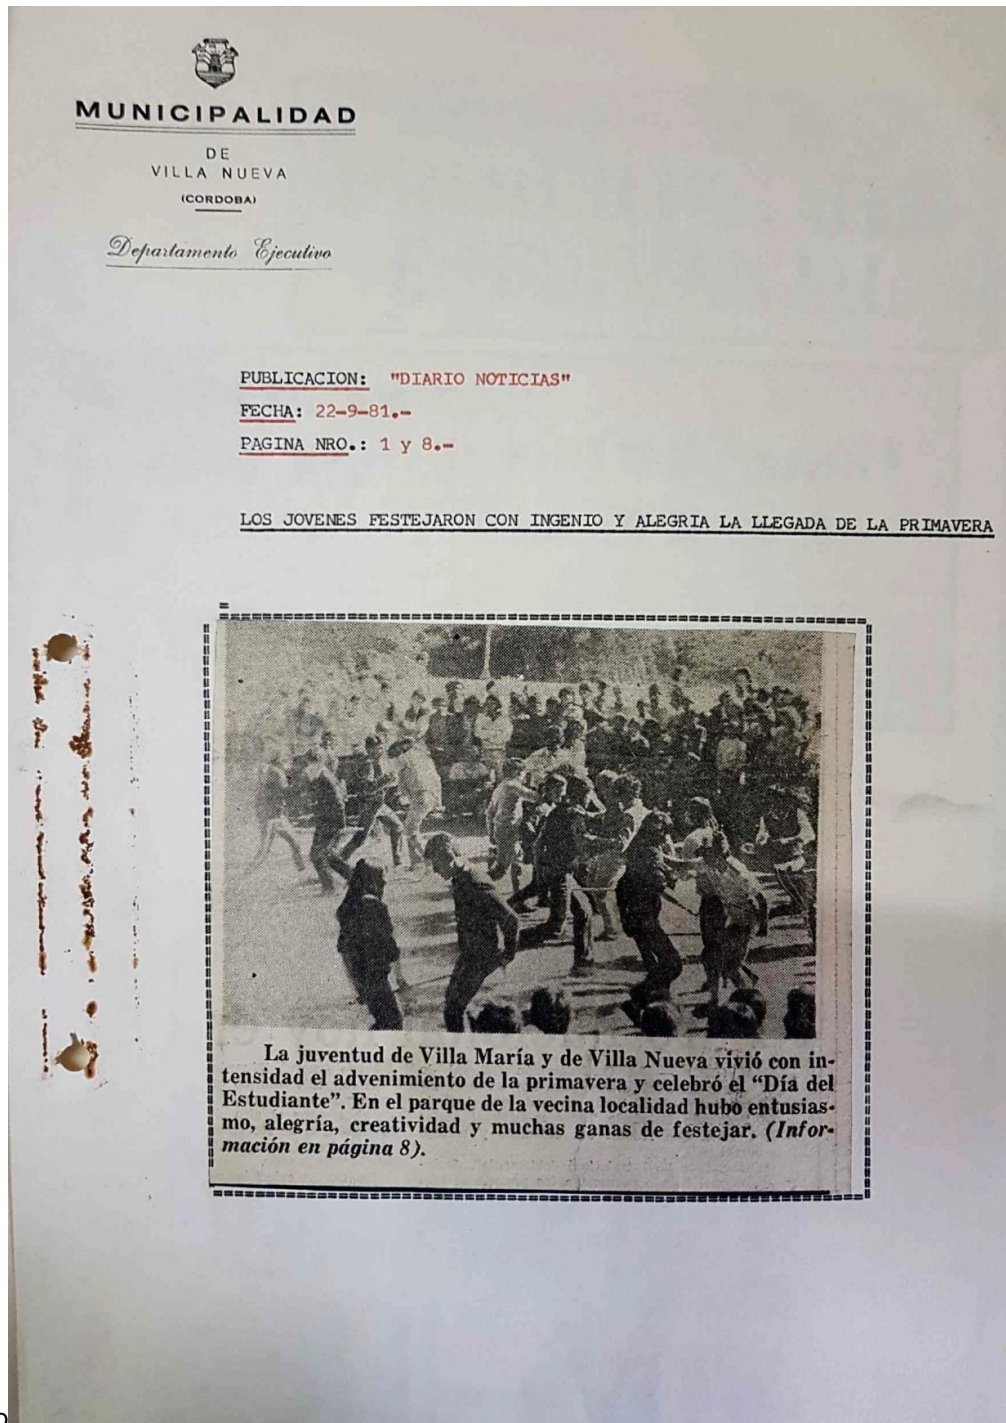 MUNICIPALIDAD
DE
VILLA NUEVA
(CORDOBA)
Departamento Ejecutivo
PUBLICACION: "DIARIO NOTICIAS"
FECHA: 22-9-81.-
PAGINA NRO.: 1 y 8.-
LOS JOVENES FESTEJARON CON INGENIO Y ALEGRIA LA LLEGADA DE LA PRIMAVERA
La juventud de Villa María y de Villa Nueva vivió con in-
tensidad el advenimiento de la primavera y celebró el "Día del
Estudiante". En el parque de la vecina localidad hubo entusias-
mo, alegría, creatividad y muchas ganas de festejar. (Infor-
mación en página 8).